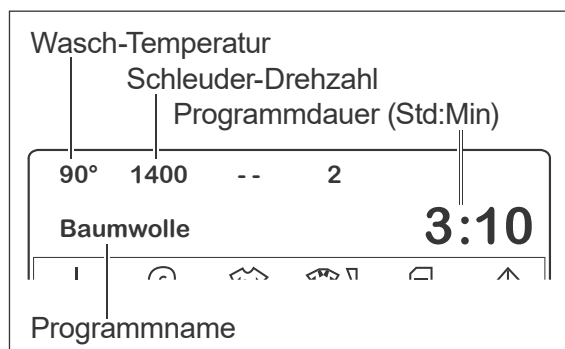 Wasch-Temperatur
Schleuder-Drehzahl
Programmdauer (Std:Min)
90° 1400 - - 2
Baumwolle 3:10
Programmname